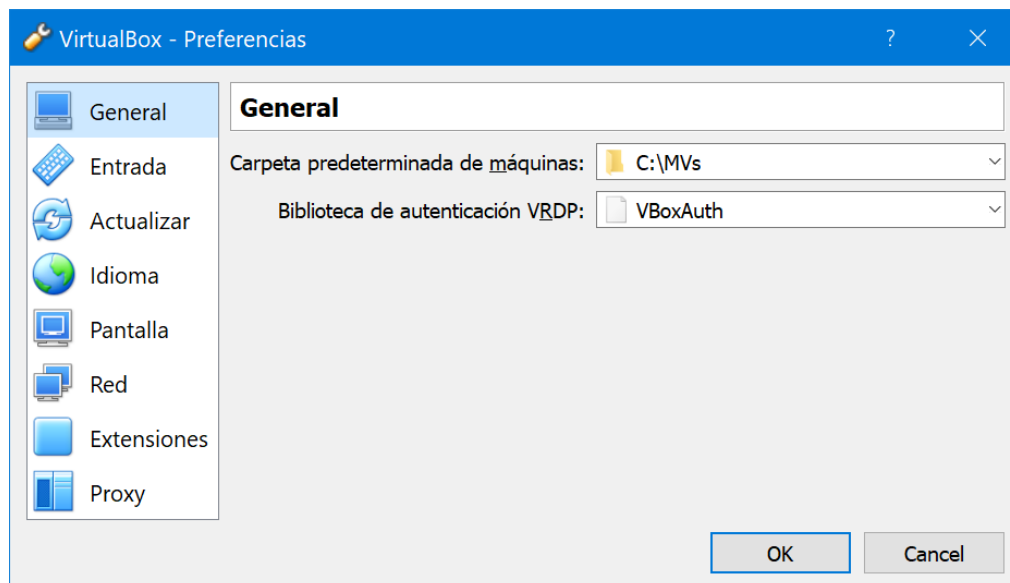 VirtualBox - Preferencias
General
Entrada
Actualizar
Idioma
Pantalla
Red
Extensiones
Proxy
General
Carpeta predeterminada de máquinas: C:\MVs
Biblioteca de autenticación VRDP: VBoxAuth
OK Cancel